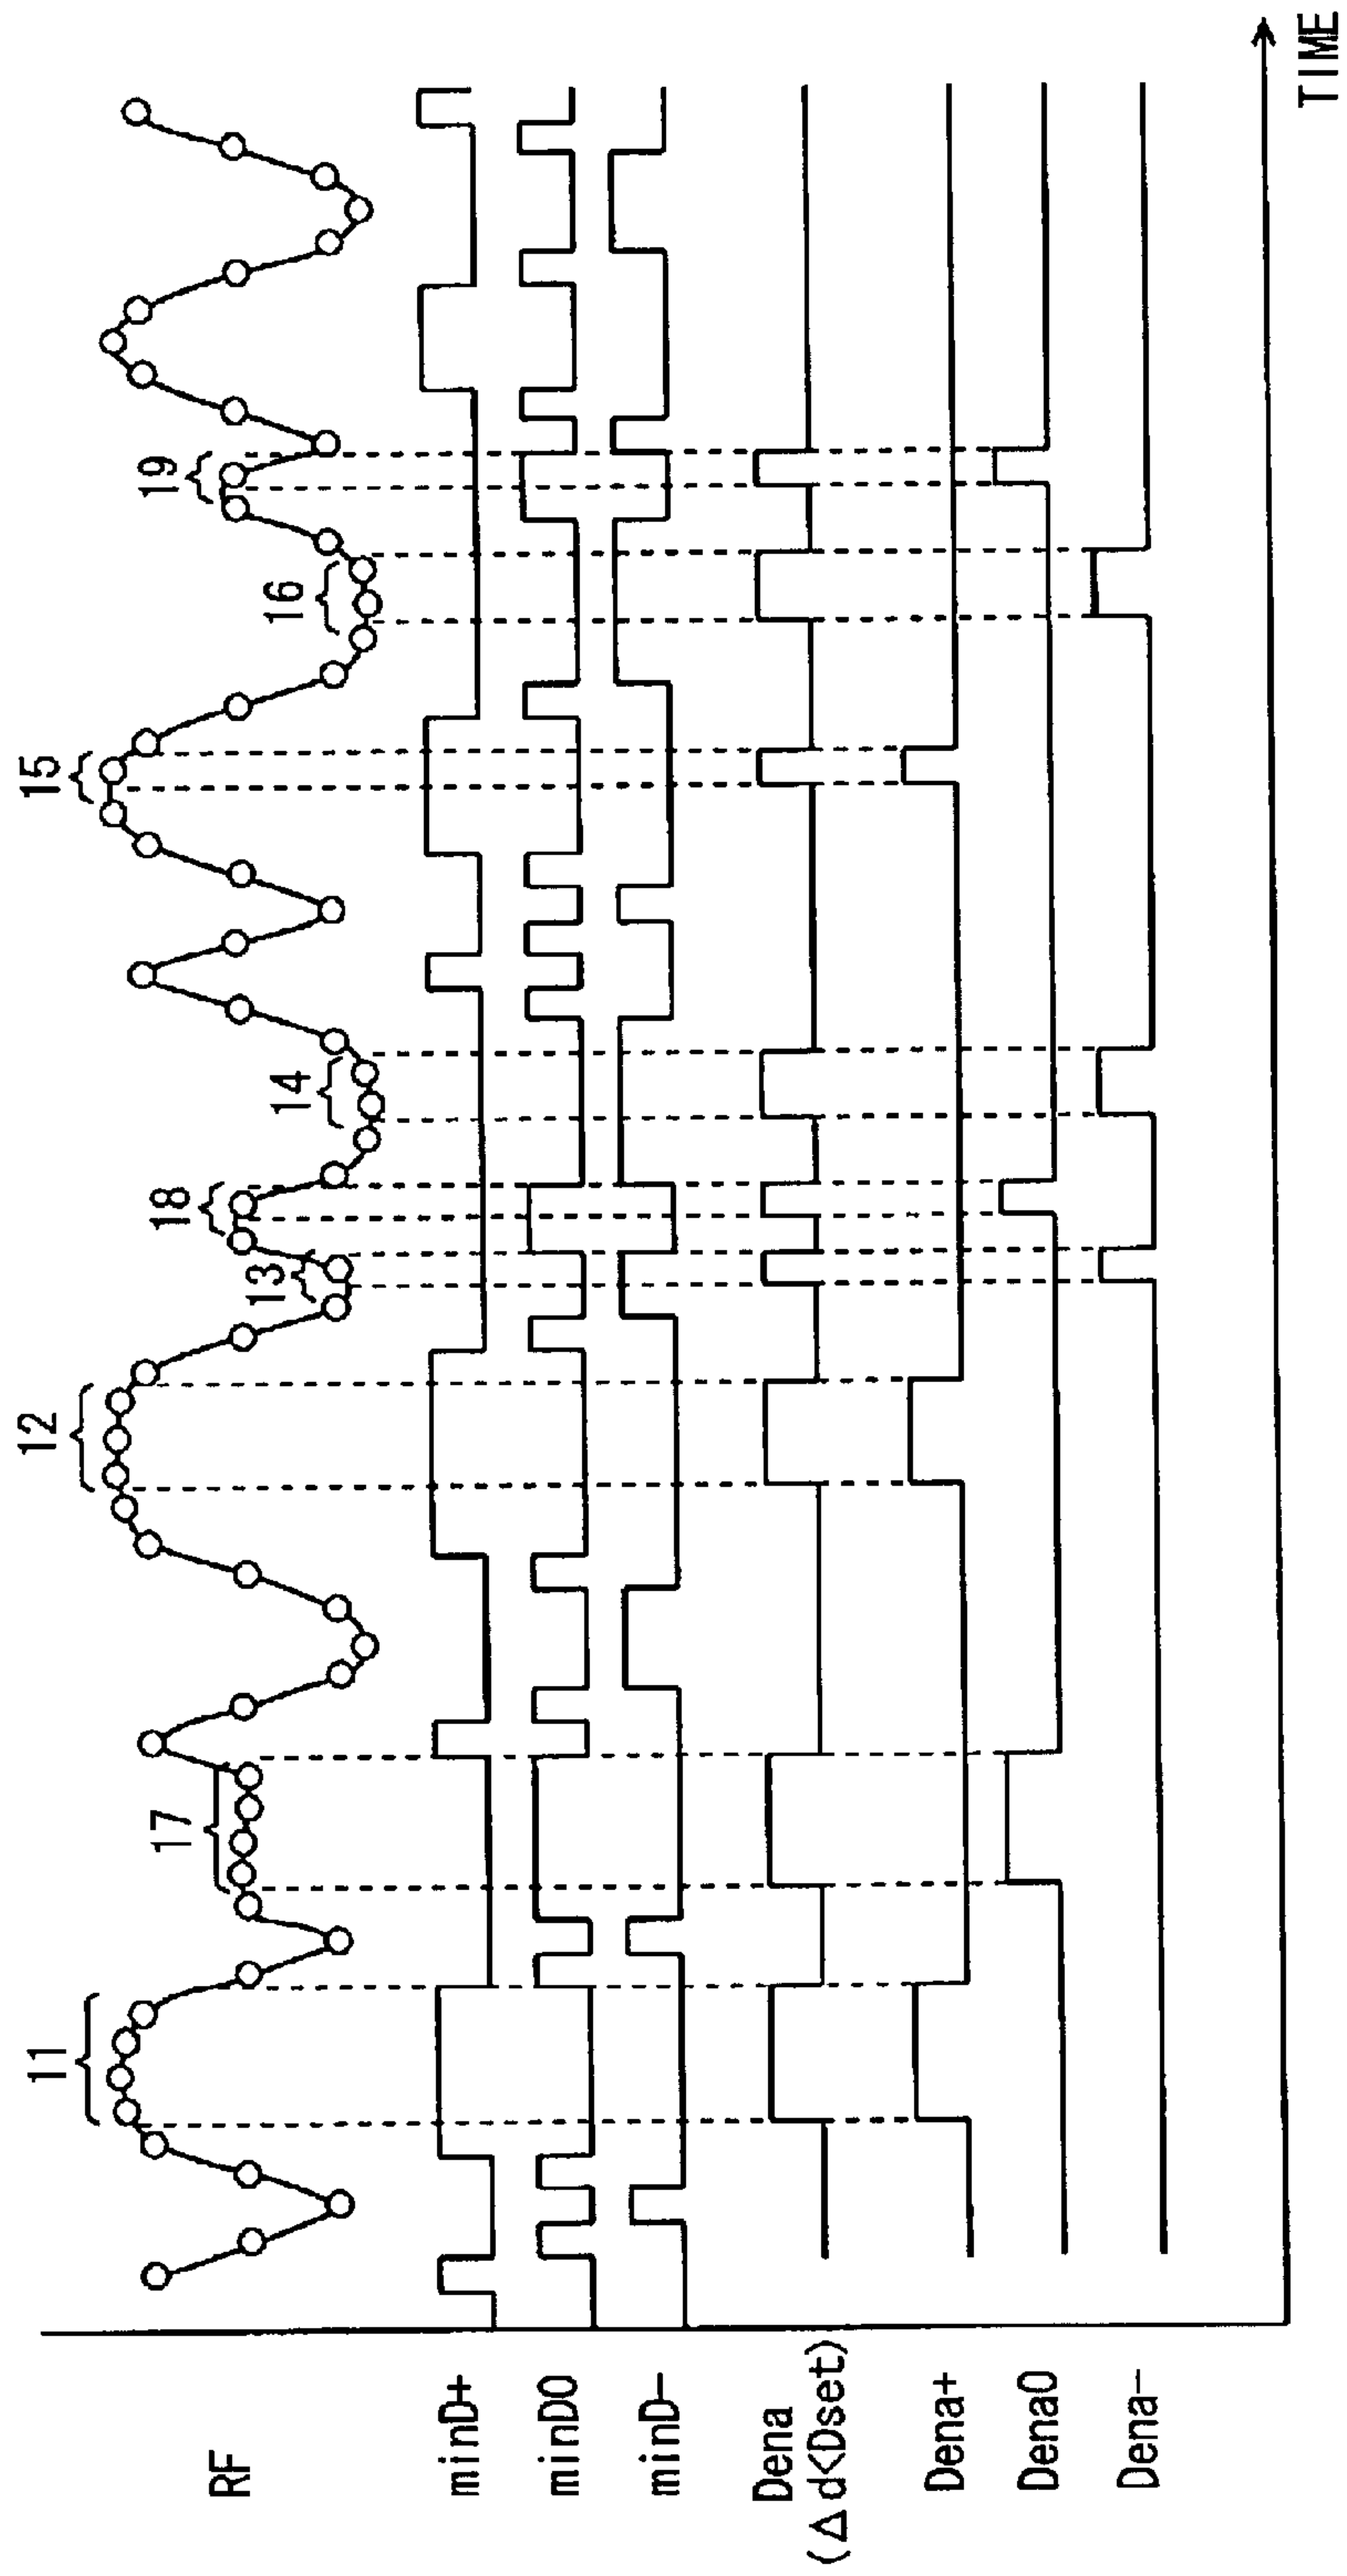 11
17
12
13
18
14
15
16
19
RF
minD+
minD0
minD-
Dena
(Δd<Dset)
Dena+
Dena0
Dena-
TIME